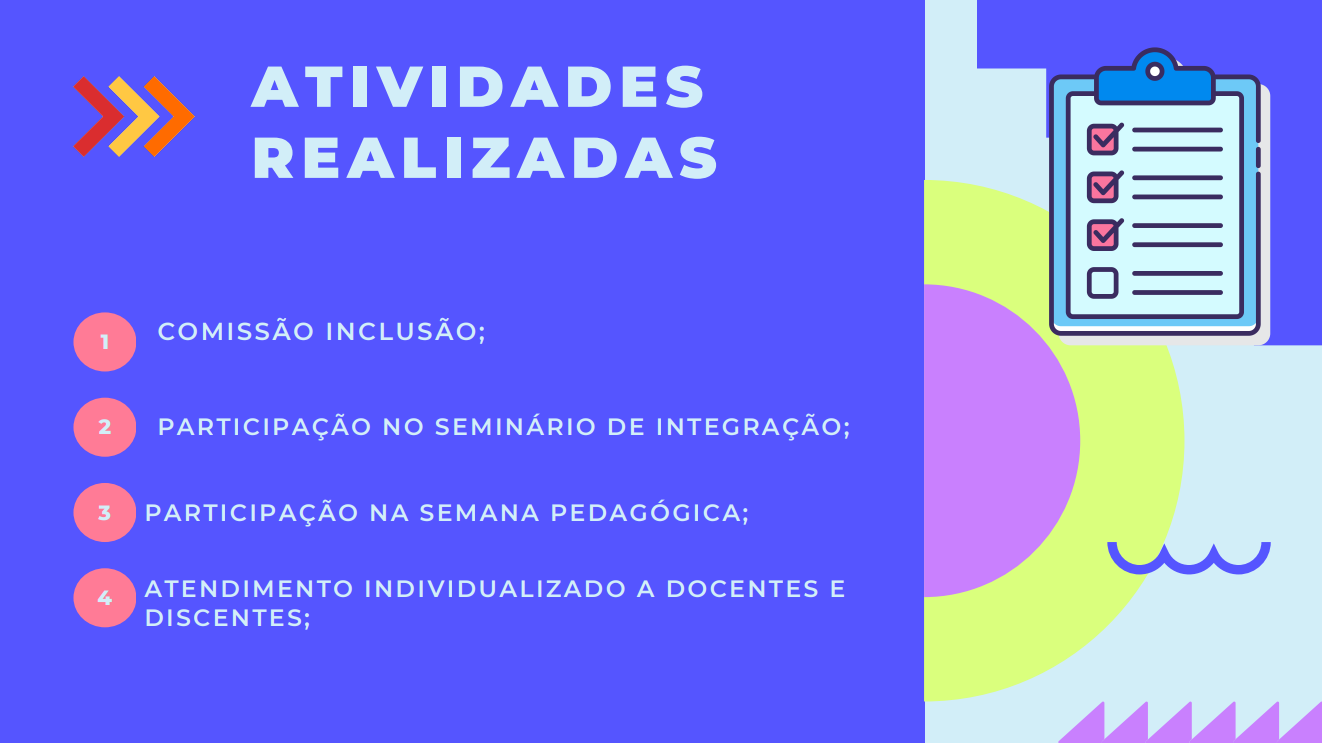 ATIVIDADES
REALIZADAS
1 COMISSÃO INCLUSÃO;
2 PARTICIPAÇÃO NO SEMINÁRIO DE INTEGRAÇÃO;
3 PARTICIPAÇÃO NA SEMANA PEDAGÓGICA;
4 ATENDIMENTO INDIVIDUALIZADO A DOCENTES E
DISCENTES;